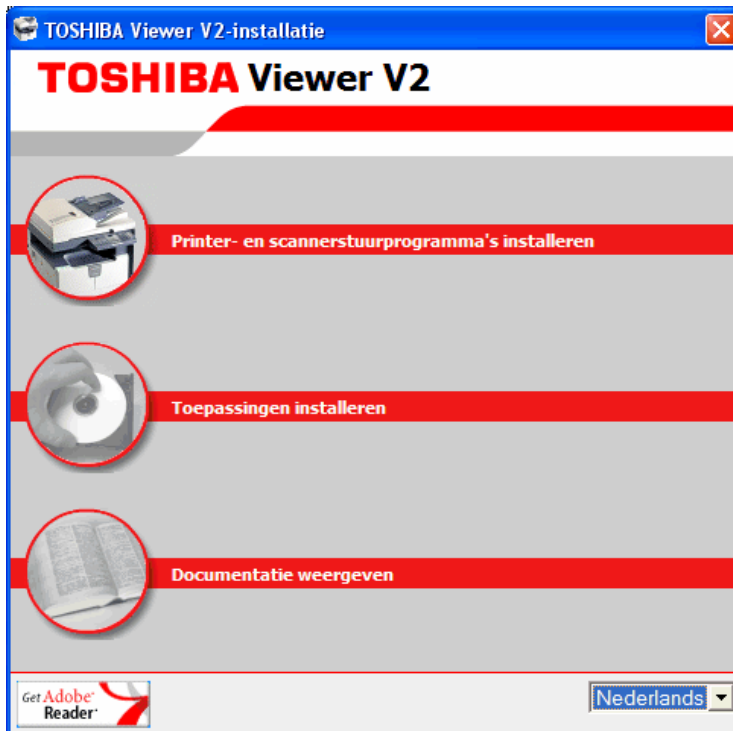 TOSHIBA Viewer V2-installatie
TOSHIBA Viewer V2
Printer- en scannerstuurprogramma's installeren
Toepassingen installeren
Documentatie weergeven
Get Adobe®
Reader®
Nederlands